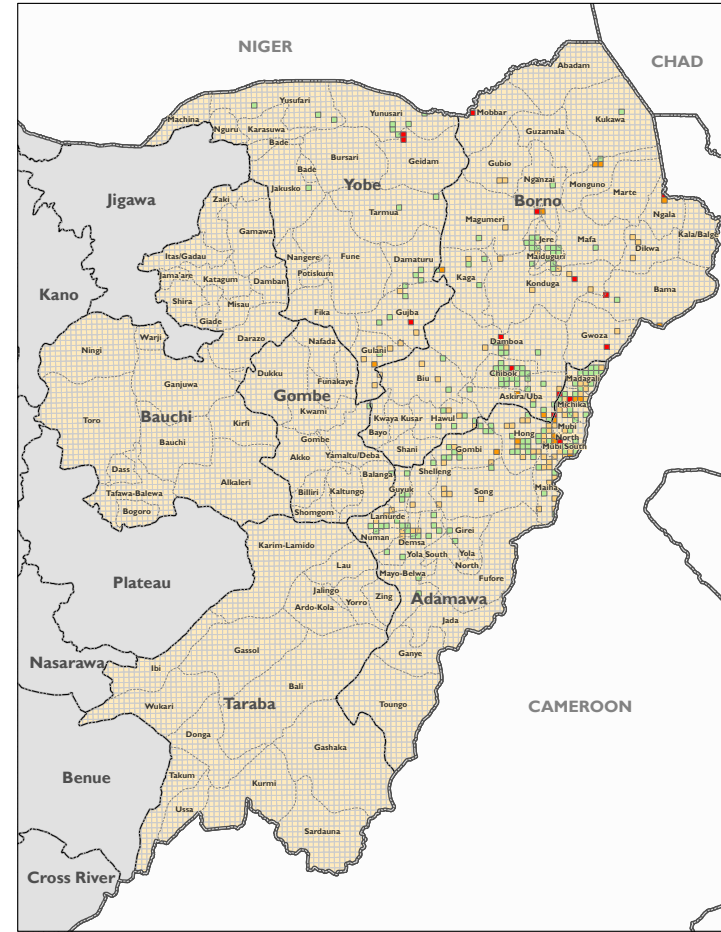 NIGER
CHAD
Abadam
Yusufari
Yunusari
Mobbar
Kukawa
Machina
Nguru
Karasuwa
Guzamala
Bade
Bursari
Geidam
Gubio
Bade
Nganzai
Monguno
Jigawa
Yobe
Marte
Jakusko
Borno
Zaki
Tarmua
Magumeri
Ngala
Gamawa
Jere
Mafa
Kala/Balge
Dikwa
Itas/Gadau
Nangere
Fune
Damaturu
Maiduguri
Jama'are
Katagum
Damban
Potiskum
Kaga
Konduga
Bama
Kano
Shira
Misau
Giade
Fika
Gujba
Warji
Darazo
Nafada
Gwoza
Ningi
Gulani
Damboa
Dukku
Chibok
Ganjuwa
Funakaye
Biu
Madagali
Gombe
Askira/Uba
Michika
Toro
Bauchi
Kirfi
Kwami
Kwaya Kusar
Hawul
Mubi
North
Bauchi
Gombe
Bayo
Hong
Mubi South
Akko
Yamaltu/Deba
Shani
Gombi
Dass
Balanga
Shelleng
Alkaleri
Tafawa-Balewa
Billiri
Kaltungo
Guyuk
Song
Maiha
Bogoro
Shomgom
Lamurde
Karim-Lamido
Numan
Demsa
Girei
Lau
Yola South
Yola
North
Plateau
Mayo-Belwa
Jalingo
Fufore
Ardo-Kola
Yorro
Zing
Adamawa
Jada
Gassol
Ganye
Nasarawa
Ibi
Bali
Wukari
Taraba
Toungo
CAMEROON
Donga
Gashaka
Benue
Takum
Kurmi
Ussa
Sardauna
Cross River